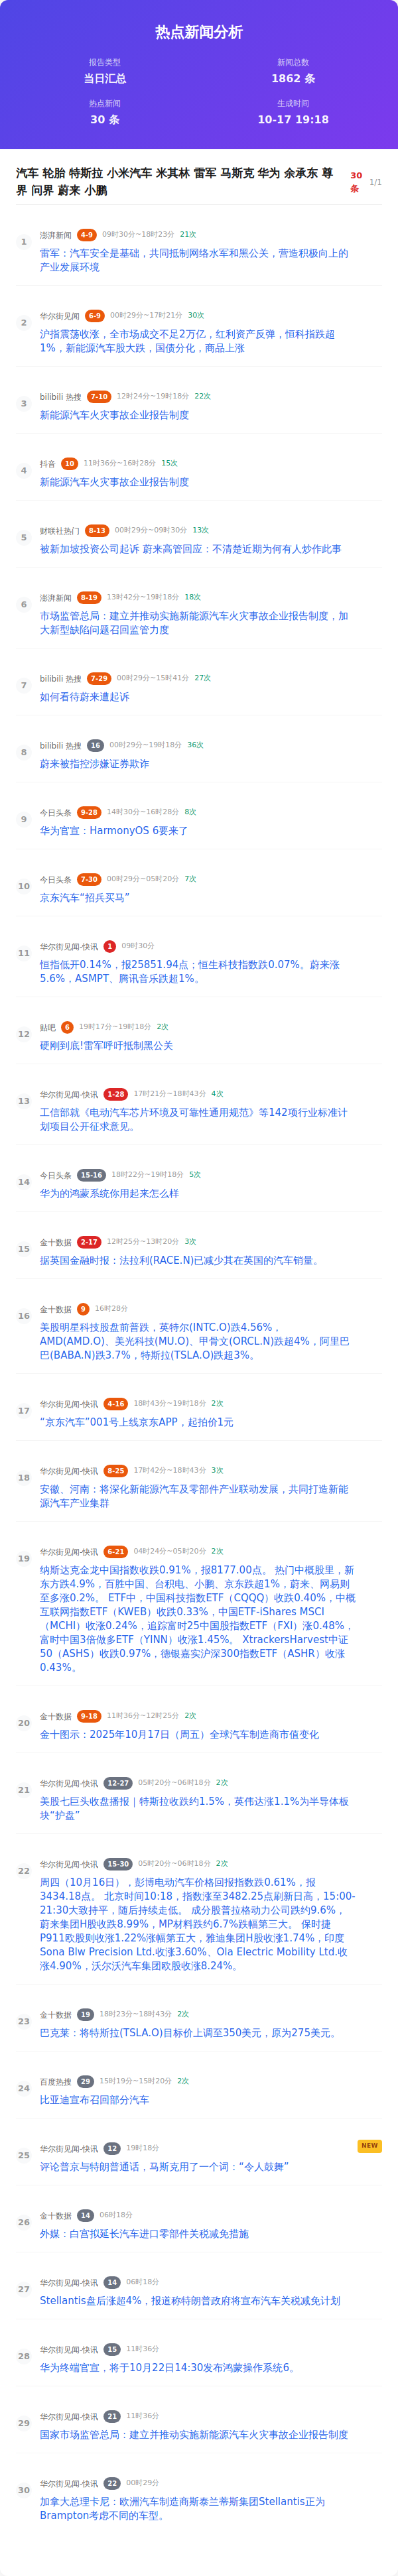 热点新闻分析
报告类型
当日汇总
新闻总数
1862 条
热点新闻
30 条
生成时间
10-17 19:18
汽车 轮胎 特斯拉 小米汽车 米其林 雷军 马斯克 华为 余承东 尊
界 问界 蔚来 小鹏
30
条
1/1
1
澎湃新闻 4-9 09时30分~18时23分 21次
雷军：汽车安全是基本，共同抵制网络水军和黑公关，营造积极向上的
产业发展环境
2
华尔街见闻 6-9 00时29分~17时21分 30次
沪指震荡收涨，全市场成交不足2万亿，红利资产反弹，恒科指跌超
1%，新能源汽车股大跌，国债分化，商品上涨
3
bilibili 热搜 7-10 12时24分~19时18分 22次
新能源汽车火灾事故企业报告制度
4
抖音 10 11时36分~16时28分 15次
新能源汽车火灾事故企业报告制度
5
财联社热门 8-13 00时29分~09时30分 13次
被新加坡投资公司起诉 蔚来高管回应：不清楚近期为何有人炒作此事
6
澎湃新闻 8-19 13时42分~19时18分 18次
市场监管总局：建立并推动实施新能源汽车火灾事故企业报告制度，加
大新型缺陷问题召回监管力度
7
bilibili 热搜 7-29 00时29分~15时41分 27次
如何看待蔚来遭起诉
8
bilibili 热搜 16 00时29分~19时18分 36次
蔚来被指控涉嫌证券欺诈
9
今日头条 9-28 14时30分~16时28分 8次
华为官宣：HarmonyOS 6要来了
10
今日头条 7-30 00时29分~05时20分 7次
京东汽车“招兵买马”
11
华尔街见闻-快讯 1 09时30分
恒指低开0.14%，报25851.94点；恒生科技指数跌0.07%。蔚来涨
5.6%，ASMPT、腾讯音乐跌超1%。
12
贴吧 6 19时17分~19时18分 2次
硬刚到底!雷军呼吁抵制黑公关
13
华尔街见闻-快讯 1-28 17时21分~18时43分 4次
工信部就《电动汽车芯片环境及可靠性通用规范》等142项行业标准计
划项目公开征求意见。
14
今日头条 15-16 18时22分~19时18分 5次
华为的鸿蒙系统你用起来怎么样
15
金十数据 2-17 12时25分~13时20分 3次
据英国金融时报：法拉利(RACE.N)已减少其在英国的汽车销量。
16
金十数据 9 16时28分
美股明星科技股盘前普跌，英特尔(INTC.O)跌4.56%，
AMD(AMD.O)、美光科技(MU.O)、甲骨文(ORCL.N)跌超4%，阿里巴
巴(BABA.N)跌3.7%，特斯拉(TSLA.O)跌超3%。
17
华尔街见闻-快讯 4-16 18时43分~19时18分 2次
“京东汽车”001号上线京东APP，起拍价1元
18
华尔街见闻-快讯 8-25 17时42分~18时43分 3次
安徽、河南：将深化新能源汽车及零部件产业联动发展，共同打造新能
源汽车产业集群
19
华尔街见闻-快讯 6-21 04时24分~05时20分 2次
纳斯达克金龙中国指数收跌0.91%，报8177.00点。 热门中概股里，新
东方跌4.9%，百胜中国、台积电、小鹏、京东跌超1%，蔚来、网易则
至多涨0.2%。 ETF中，中国科技指数ETF（CQQQ）收跌0.40%，中概
互联网指数ETF（KWEB）收跌0.33%，中国ETF-iShares MSCI
（MCHI）收涨0.24%，追踪富时25中国股指数ETF（FXI）涨0.48%，
富时中国3倍做多ETF（YINN）收涨1.45%。 XtrackersHarvest中证
500（ASHS）收跌0.97%，德银嘉实沪深300指数ETF（ASHR）收涨
0.43%。
20
金十数据 9-18 11时36分~12时25分 2次
金十图示：2025年10月17日（周五）全球汽车制造商市值变化
21
华尔街见闻-快讯 12-27 05时20分~06时18分 2次
美股七巨头收盘播报｜特斯拉收跌约1.5%，英伟达涨1.1%为半导体板
块“护盘”
22
华尔街见闻-快讯 15-30 05时20分~06时18分 2次
周四（10月16日），彭博电动汽车价格回报指数跌0.61%，报
3434.18点。 北京时间10:18，指数涨至3482.25点刷新日高，15:00-
21:30大致持平，随后持续走低。 成分股普拉格动力公司跌约9.6%，
蔚来集团H股收跌8.99%，MP材料跌约6.7%跌幅第三大。 保时捷
P911欧股则收涨1.22%涨幅第五大，雅迪集团H股收涨1.74%，印度
Sona Blw Precision Ltd.收涨3.60%、Ola Electric Mobility Ltd.收
涨4.90%，沃尔沃汽车集团欧股收涨8.24%。
23
金十数据 19 18时23分~18时43分 2次
巴克莱：将特斯拉(TSLA.O)目标价上调至350美元，原为275美元。
24
百度热搜 29 15时19分~15时20分 2次
比亚迪宣布召回部分汽车
25
华尔街见闻-快讯 12 19时18分
NEW
评论普京与特朗普通话，马斯克用了一个词：“令人鼓舞”
26
金十数据 14 06时18分
外媒：白宫拟延长汽车进口零部件关税减免措施
27
华尔街见闻-快讯 14 06时18分
Stellantis盘后涨超4%，报道称特朗普政府将宣布汽车关税减免计划
28
华尔街见闻-快讯 15 11时36分
华为终端官宣，将于10月22日14:30发布鸿蒙操作系统6。
29
华尔街见闻-快讯 21 11时36分
国家市场监管总局：建立并推动实施新能源汽车火灾事故企业报告制度
30
华尔街见闻-快讯 22 00时29分
加拿大总理卡尼：欧洲汽车制造商斯泰兰蒂斯集团Stellantis正为
Brampton考虑不同的车型。